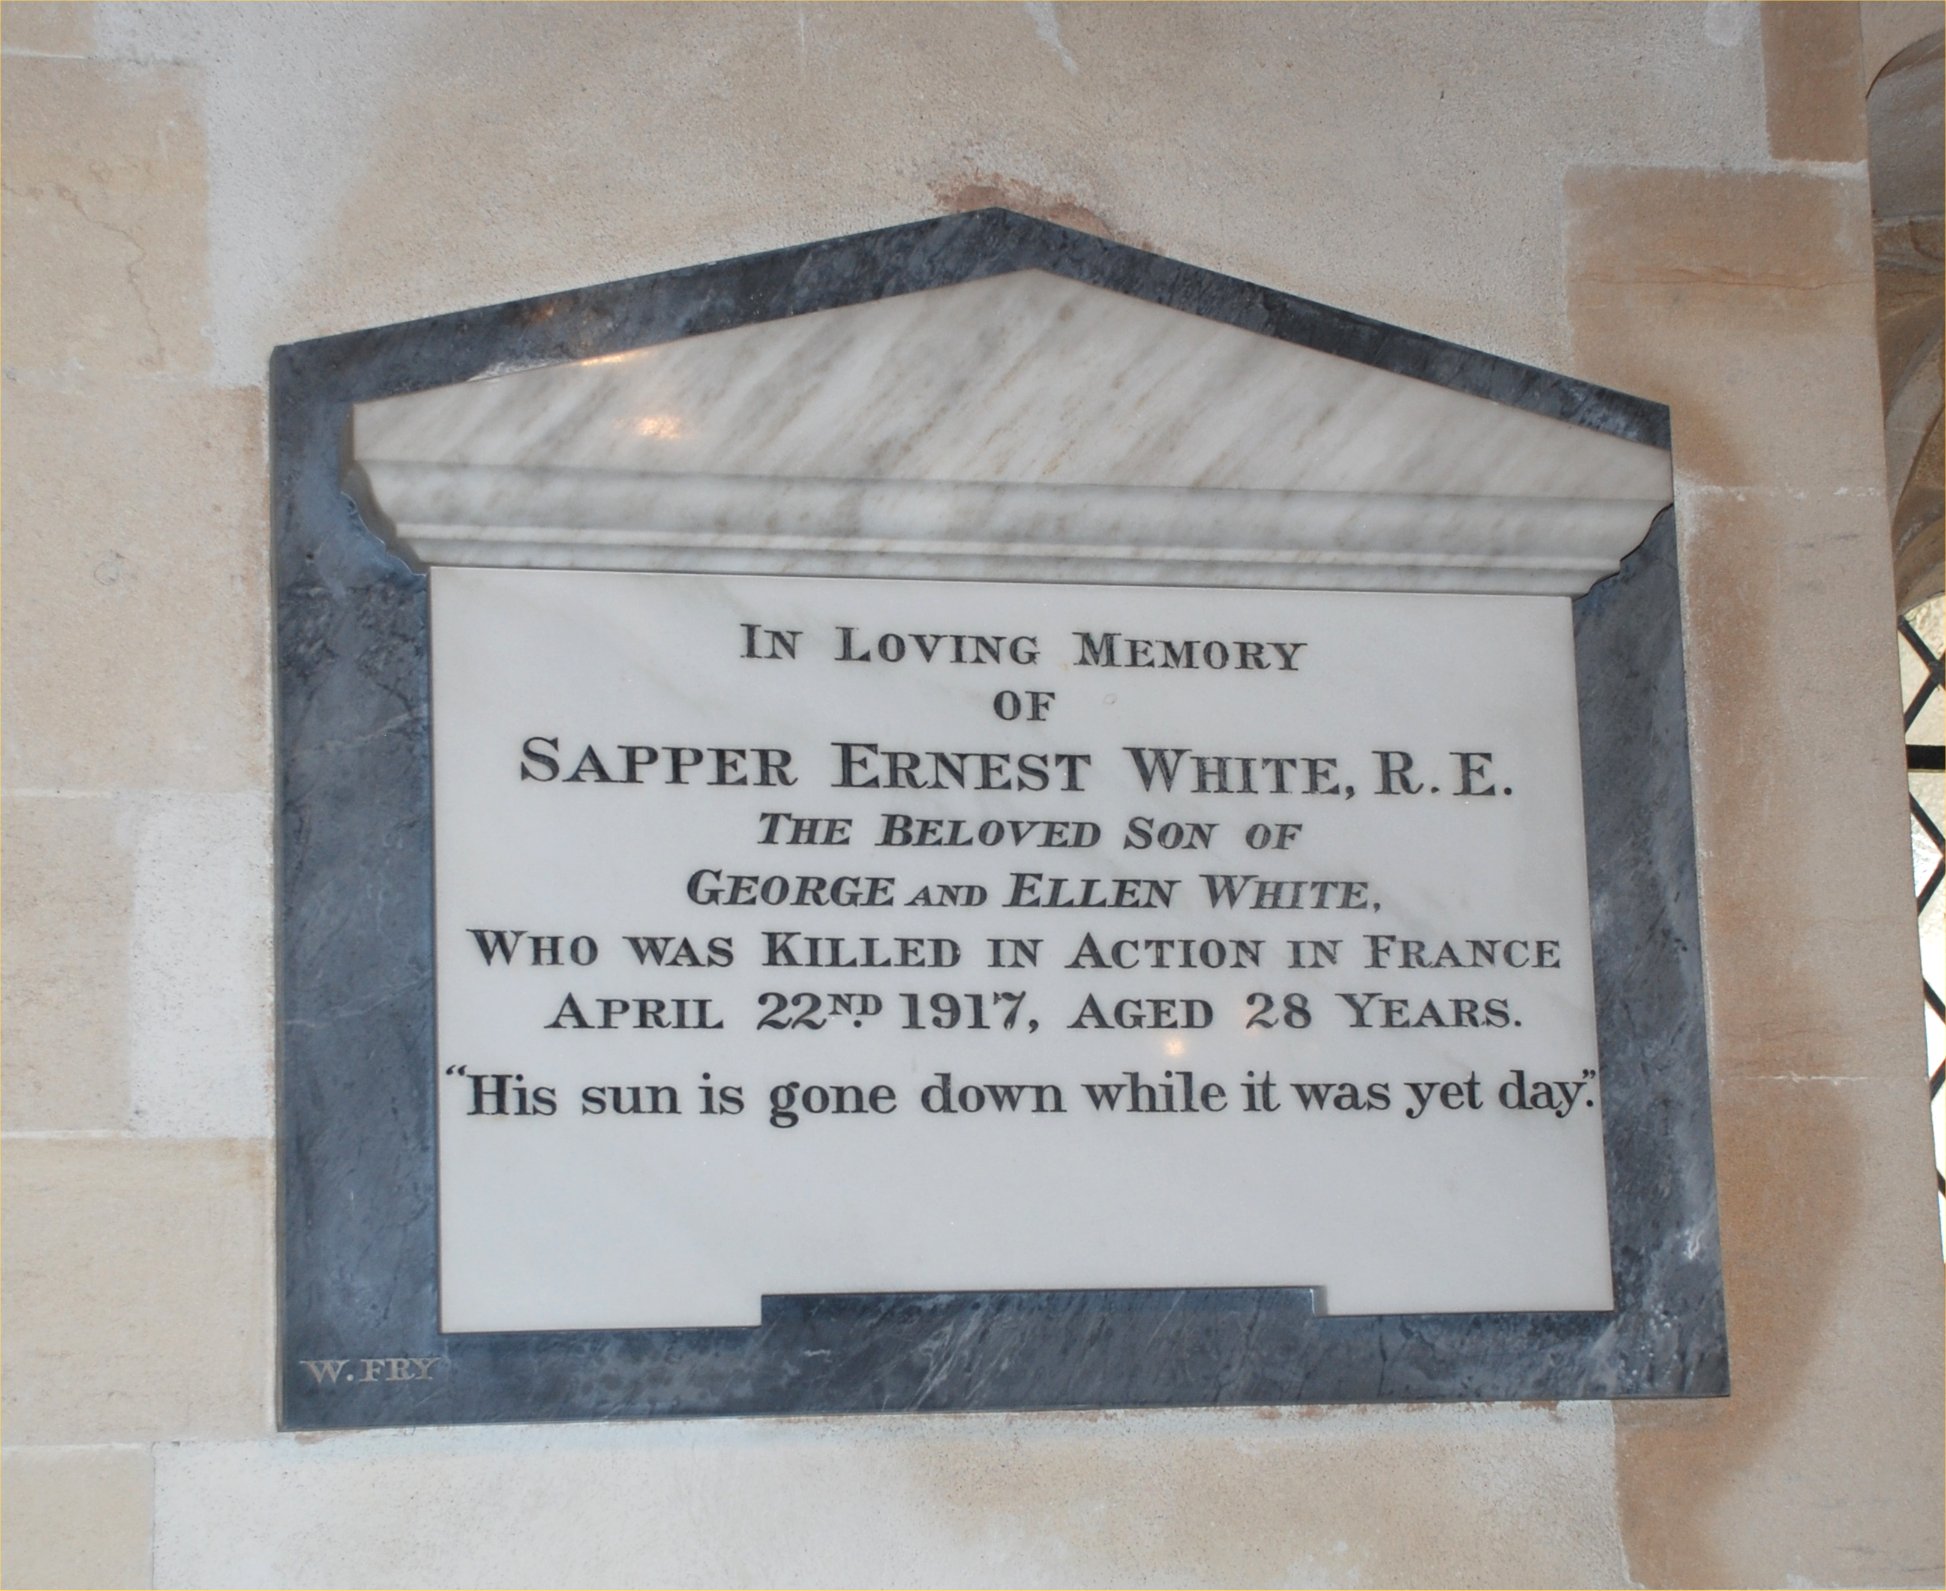 IN LOVING MEMORY
OF
SAPPER ERNEST WHITE, R.E.
THE BELOVED SON OF
GEORGE AND ELLEN WHITE,
WHO WAS KILLED IN ACTION IN FRANCE
APRIL 22ND. 1917, AGED 28 YEARS.
“His sun is gone down while it was yet day.”
W. FRY